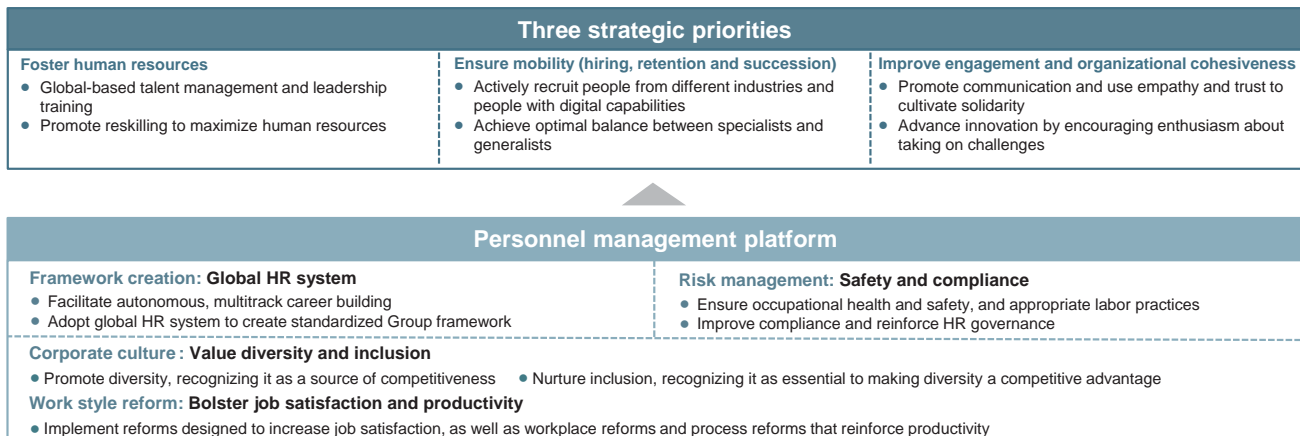 Three strategic priorities
Foster human resources
• Global-based talent management and leadership
training
• Promote reskilling to maximize human resources
Ensure mobility (hiring, retention and succession)
• Actively recruit people from different industries and
people with digital capabilities
• Achieve optimal balance between specialists and
generalists
Improve engagement and organizational cohesiveness
• Promote communication and use empathy and trust to
cultivate solidarity
• Advance innovation by encouraging enthusiasm about
taking on challenges
Personnel management platform
Framework creation: Global HR system
• Facilitate autonomous, multitrack career building
• Adopt global HR system to create standardized Group framework
Risk management: Safety and compliance
• Ensure occupational health and safety, and appropriate labor practices
• Improve compliance and reinforce HR governance
Corporate culture : Value diversity and inclusion
• Promote diversity, recognizing it as a source of competitiveness • Nurture inclusion, recognizing it as essential to making diversity a competitive advantage
Work style reform: Bolster job satisfaction and productivity
• Implement reforms designed to increase job satisfaction, as well as workplace reforms and process reforms that reinforce productivity